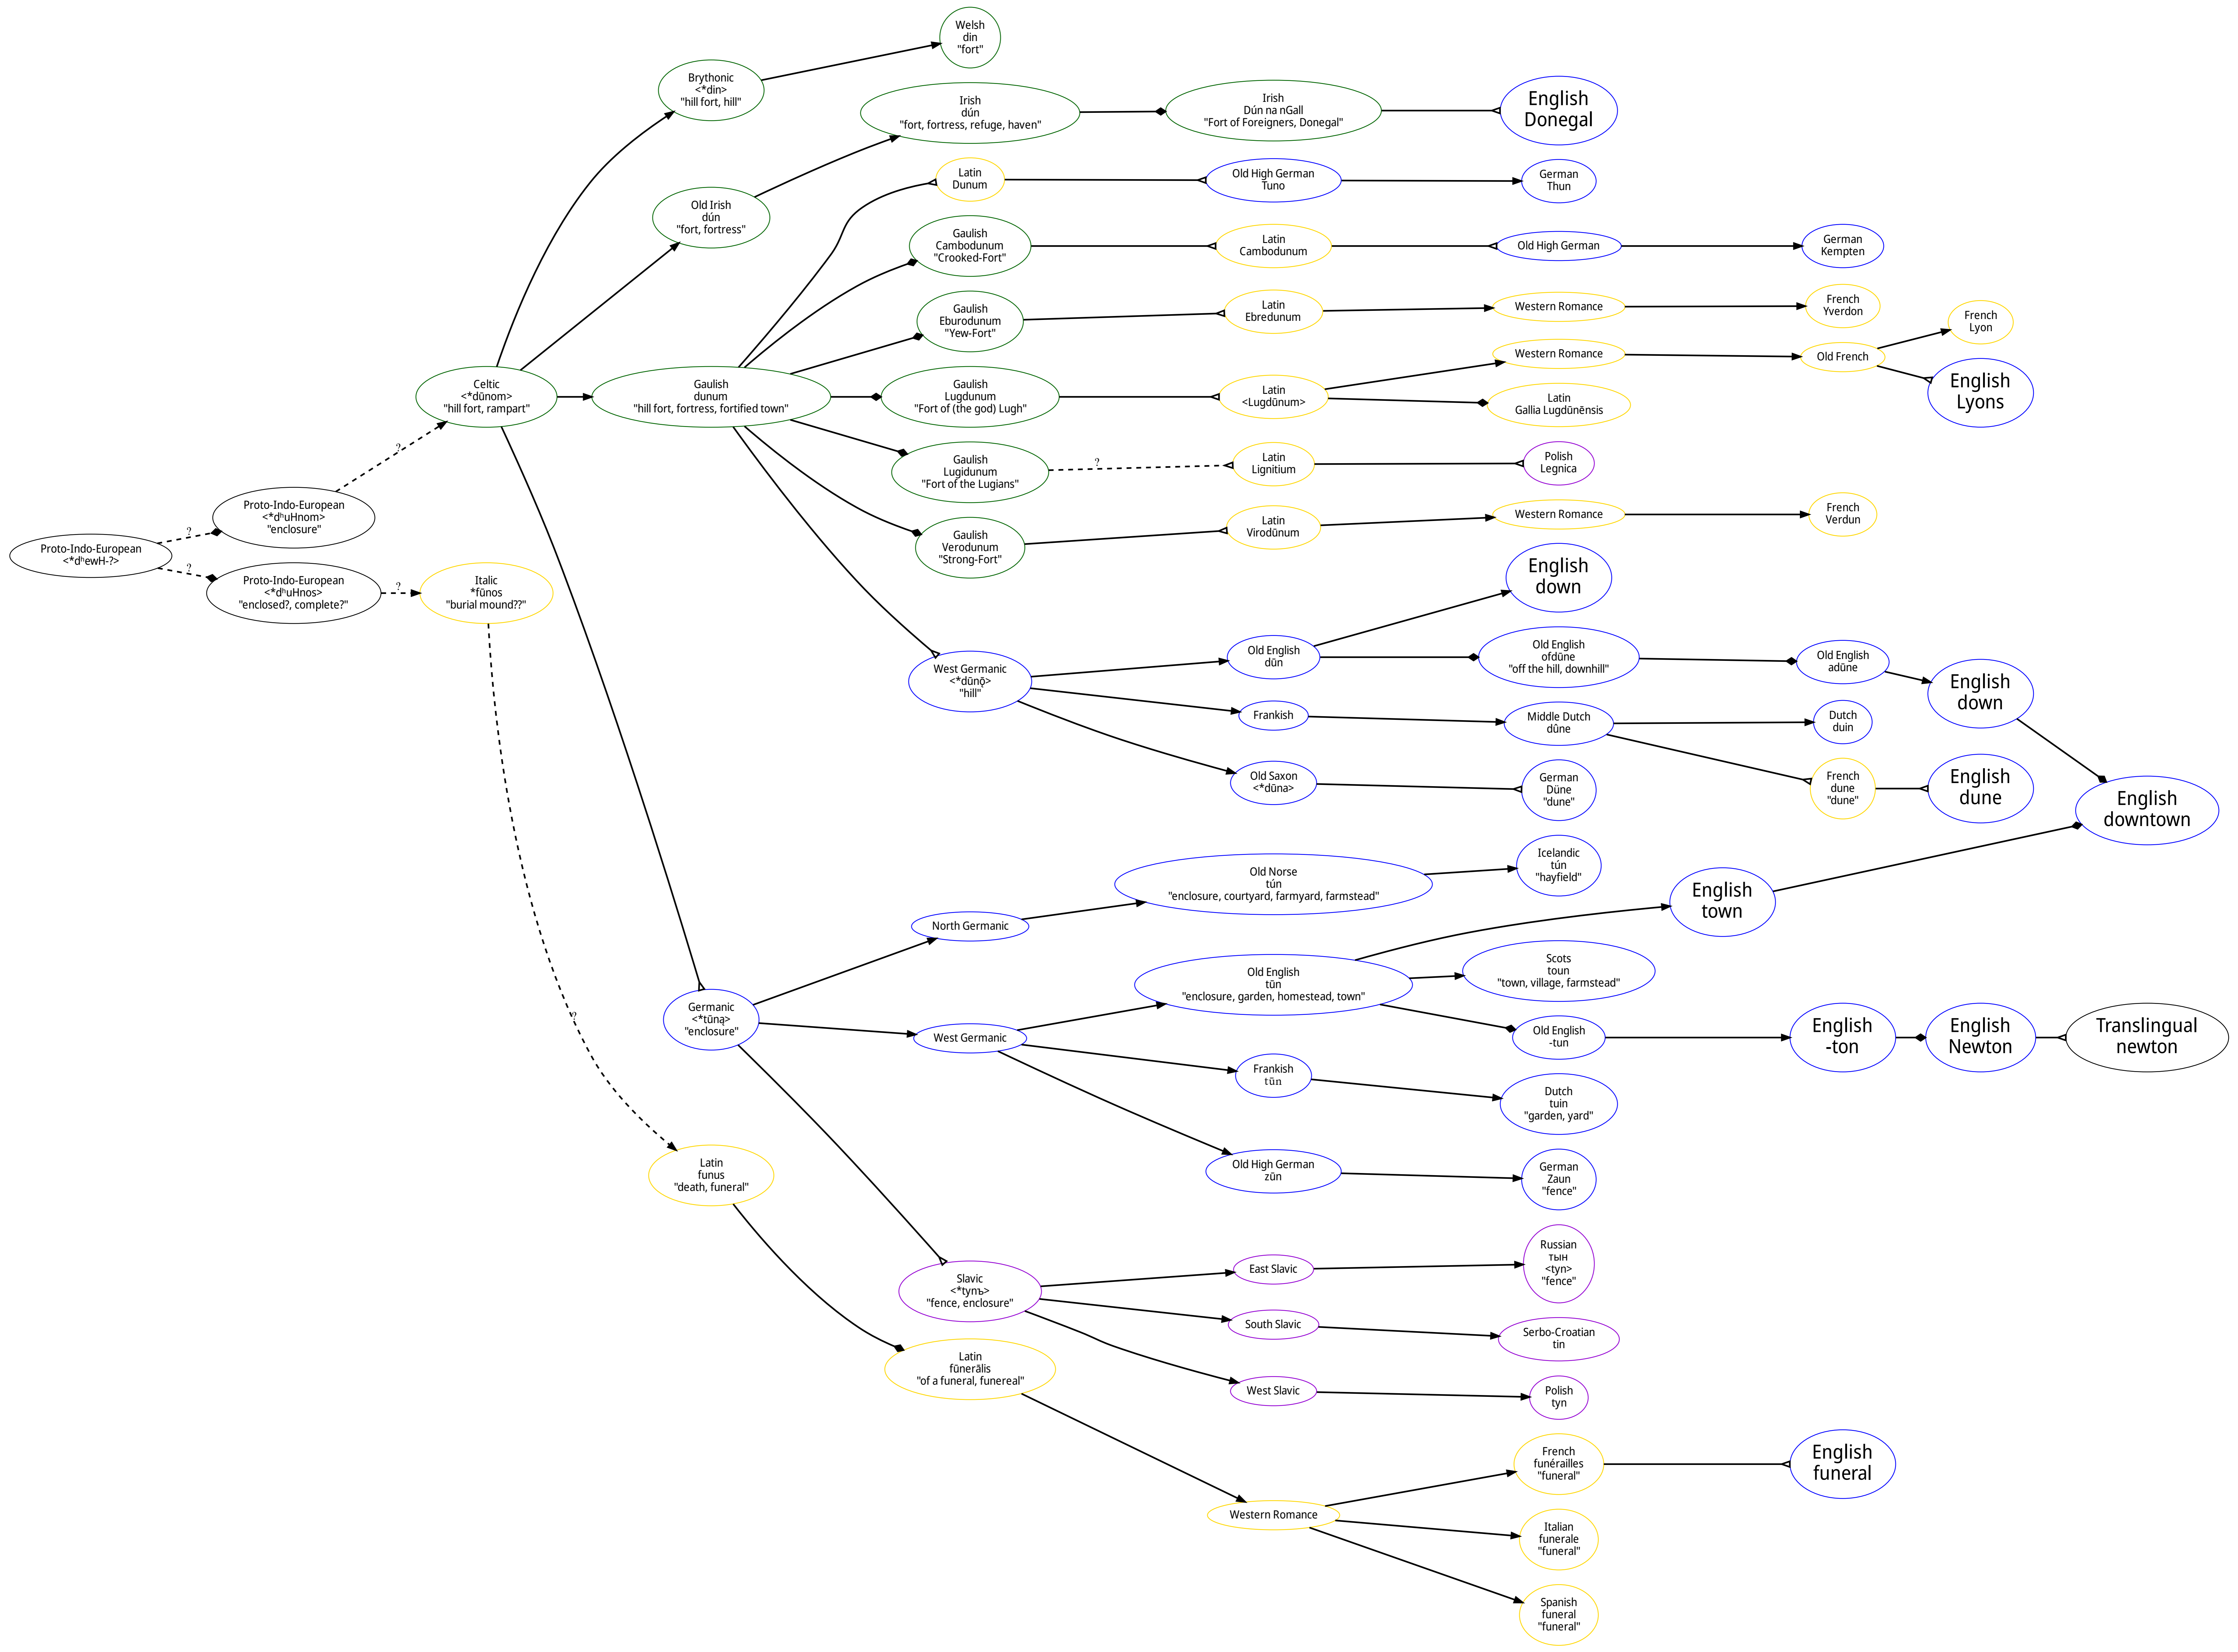 Welsh
din
"fort"
Brythonic
<*din>
"hill fort, hill"
Irish
dún
"fort, fortress, refuge, haven"
Irish
Dún na nGall
"Fort of Foreigners, Donegal"
English
Donegal
Old Irish
dún
"fort, fortress"
Latin
Dunum
Old High German
Tuno
German
Thun
Gaulish
Cambodunum
"Crooked-Fort"
Latin
Cambodunum
Old High German
German
Kempten
Gaulish
Eburodunum
"Yew-Fort"
Latin
Ebredunum
Western Romance
French
Yverdon
French
Lyon
Celtic
<*dūnom>
"hill fort, rampart"
Gaulish
dunum
"hill fort, fortress, fortified town"
Gaulish
Lugdunum
"Fort of (the god) Lugh"
Latin
<Lugdūnum>
Western Romance
Old French
English
Lyons
Latin
Gallia Lugdūnēnsis
?
Gaulish
Lugidunum
"Fort of the Lugians"
?
Latin
Lignitium
Polish
Legnica
Proto-Indo-European
<*dʰuHnom>
"enclosure"
Gaulish
Verodunum
"Strong-Fort"
Latin
Virodūnum
Western Romance
French
Verdun
?
Proto-Indo-European
<*dʰewH-?>
?
Proto-Indo-European
<*dʰuHnos>
"enclosed?, complete?"
?
Italic
*fūnos
"burial mound??"
English
down
West Germanic
<*dūnǭ>
"hill"
Old English
dūn
Old English
ofdūne
"off the hill, downhill"
Old English
adūne
English
down
Frankish
Middle Dutch
dûne
Dutch
duin
Old Saxon
<*dūna>
German
Düne
"dune"
French
dune
"dune"
English
dune
English
downtown
Old Norse
tún
"enclosure, courtyard, farmyard, farmstead"
Icelandic
tún
"hayfield"
North Germanic
English
town
?
Germanic
<*tūną>
"enclosure"
West Germanic
Old English
tūn
"enclosure, garden, homestead, town"
Scots
toun
"town, village, farmstead"
Old English
-tun
English
-ton
English
Newton
Translingual
newton
Frankish
tūn
Dutch
tuin
"garden, yard"
Latin
funus
"death, funeral"
Old High German
zūn
German
Zaun
"fence"
Slavic
<*tynъ>
"fence, enclosure"
East Slavic
Russian
тын
<tyn>
"fence"
South Slavic
Serbo-Croatian
tin
Latin
fūnerālis
"of a funeral, funereal"
West Slavic
Polish
tyn
Western Romance
French
funérailles
"funeral"
English
funeral
Italian
funerale
"funeral"
Spanish
funeral
"funeral"